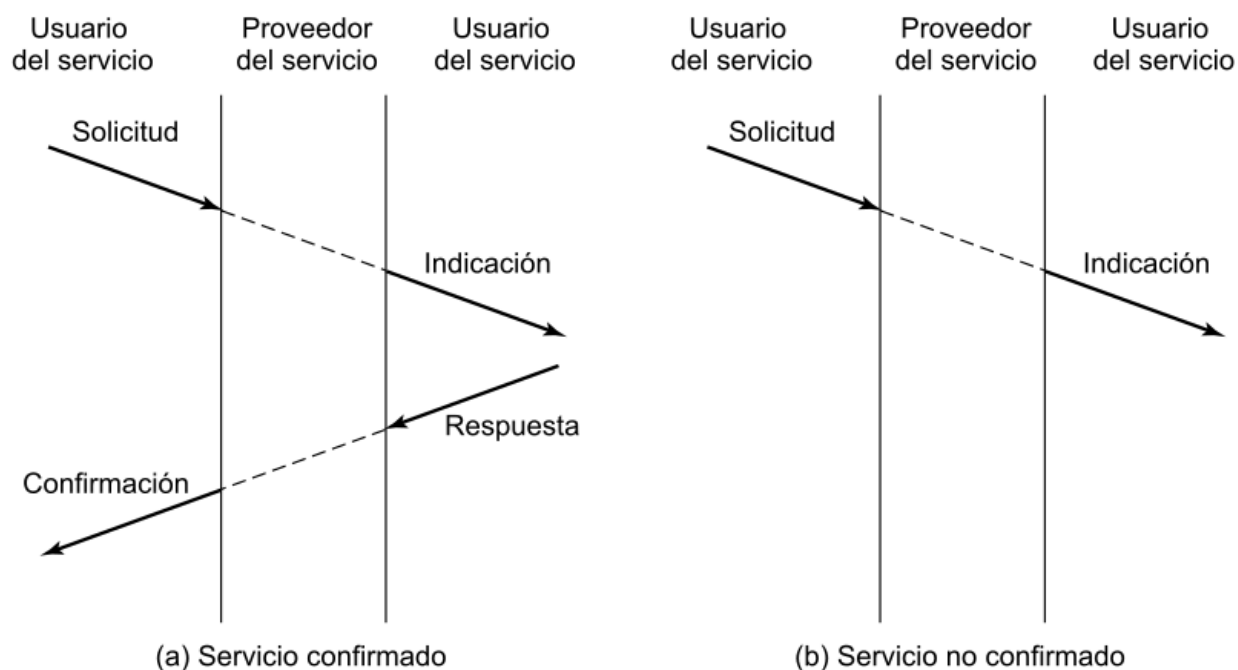 Usuario
del servicio
Proveedor
del servicio
Usuario
del servicio
Solicitud
Indicación
Respuesta
Confirmación
(a) Servicio confirmado
Usuario
del servicio
Proveedor
del servicio
Usuario
del servicio
Solicitud
Indicación
(b) Servicio no confirmado